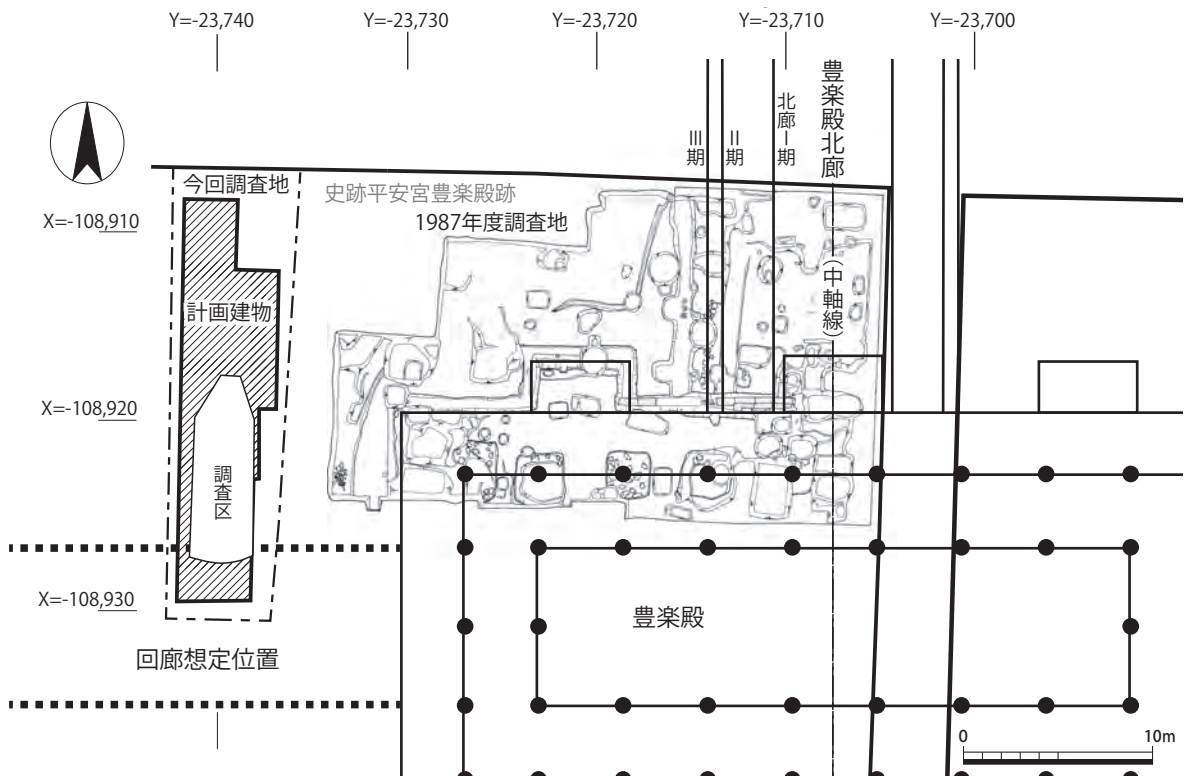 Y=-23,740
Y=-23,730
Y=-23,720
Y=-23,710
Y=-23,700
今回調査地
史跡平安宮豊楽殿跡
1987年度調査地
Ⅲ期
Ⅱ期
北廊Ⅰ期
豊楽殿北廊
(中軸線)
X=-108,910
計画建物
X=-108,920
調査区
X=-108,930
豊楽殿
回廊想定位置
0 10m